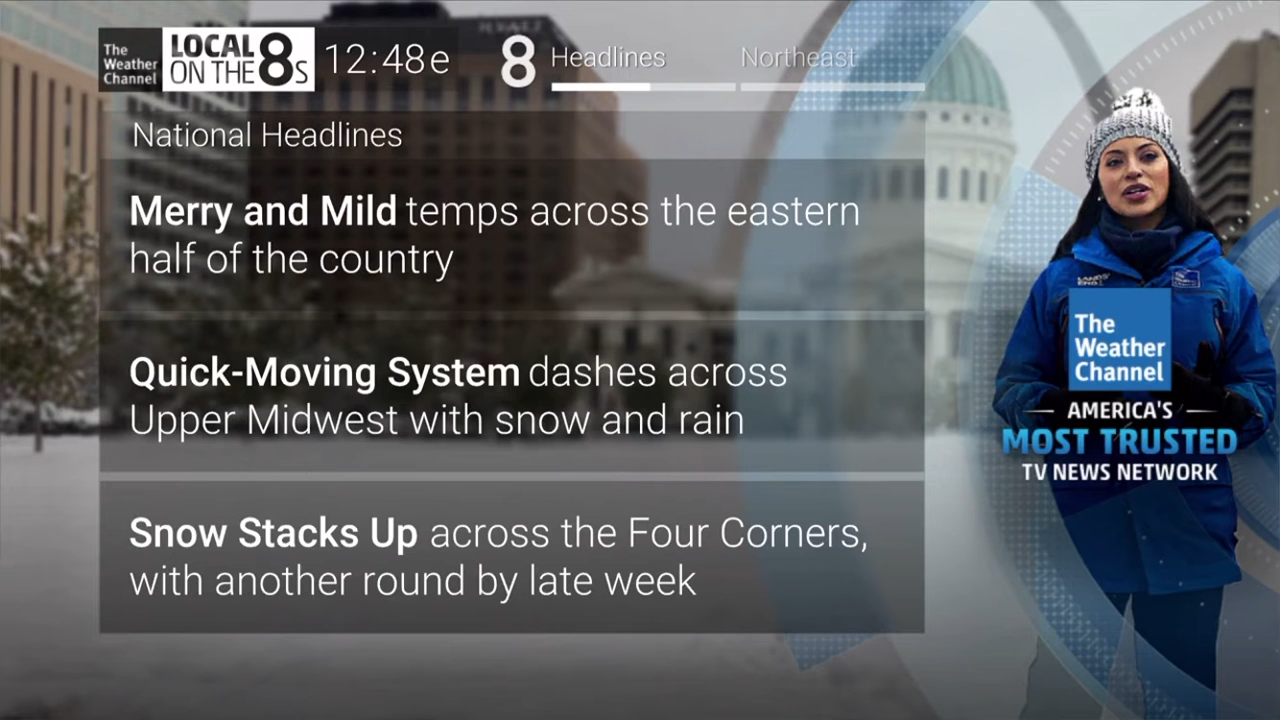 The
Weather
Channel
LOCAL
ON THE 8s
12:48e
8
Headlines
Northeast
HYATT
National Headlines
Merry and Mild temps across the eastern
half of the country
Quick-Moving System dashes across
Upper Midwest with snow and rain
Snow Stacks Up across the Four Corners,
with another round by late week
LANDS'
END
The
Weather
Channel
AMERICA'S
MOST TRUSTED
TV NEWS NETWORK